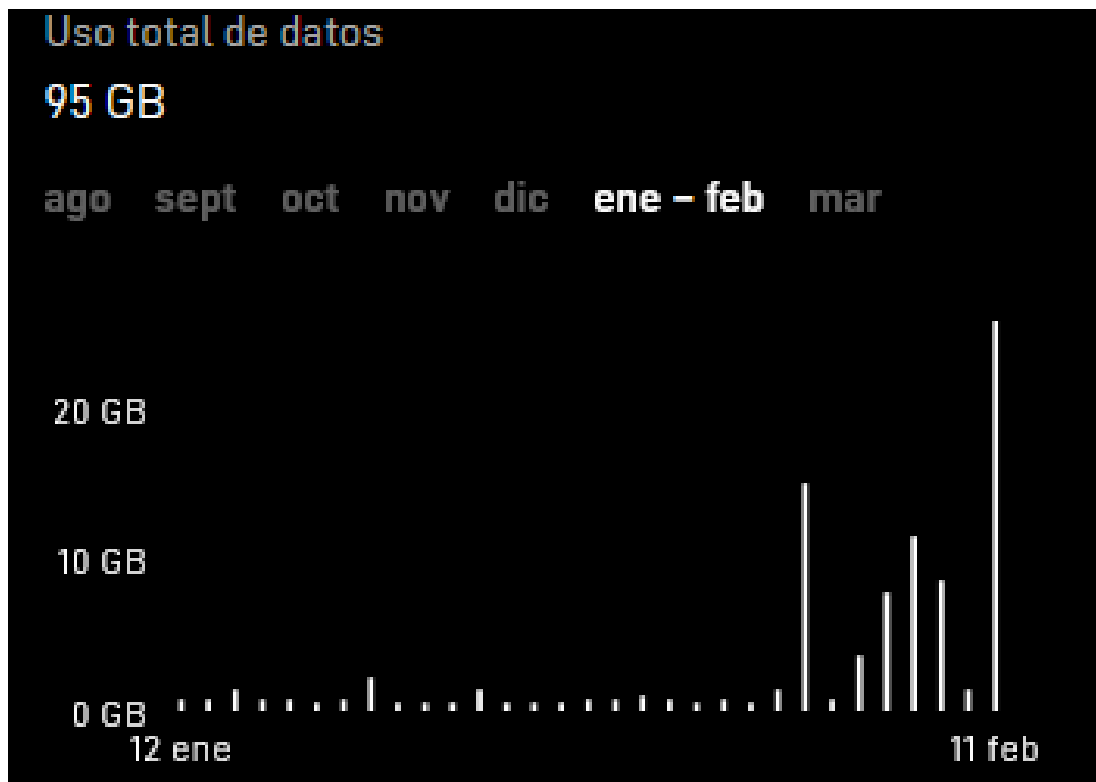 Uso total de datos
95 GB
ago sept oct nov dic ene – feb mar
20 GB
10 GB
0 GB
12 ene 11 feb